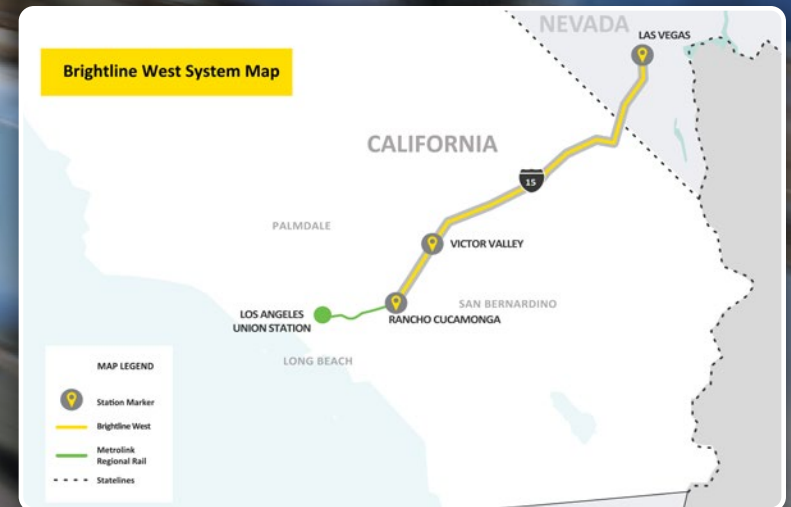 Brightline West System Map
NEVADA
LAS VEGAS
CALIFORNIA
15
PALMDALE
VICTOR VALLEY
LOS ANGELES
UNION STATION
SAN BERNARDINO
RANCHO CUCAMONGA
LONG BEACH
MAP LEGEND
Station Marker
Brightline West
Metrolink
Regional Rail
Statelines